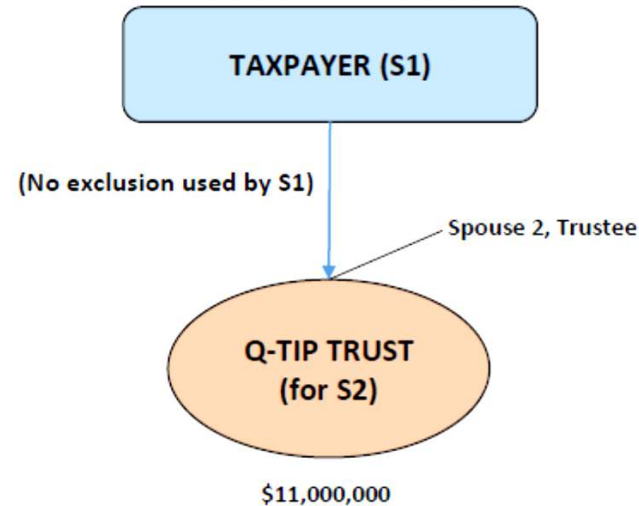 TAXPAYER (S1)
(No exclusion used by S1)
Spouse 2, Trustee
Q-TIP TRUST
(for S2)
$11,000,000